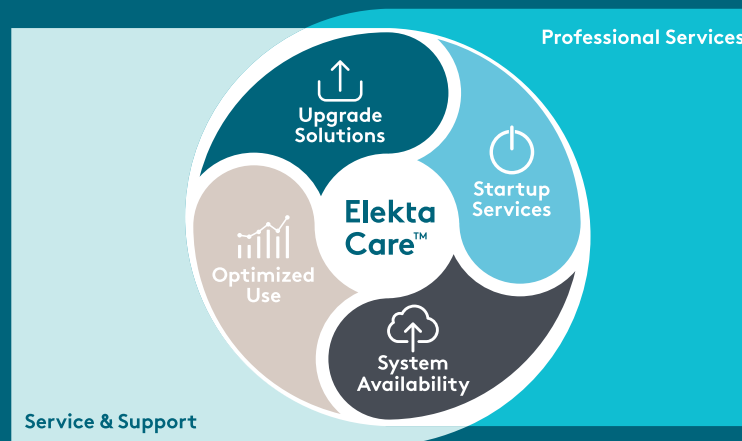 Professional Services
Upgrade
Solutions
Startup
Services
Elekta
Care™
Optimized
Use
System
Availability
Service & Support